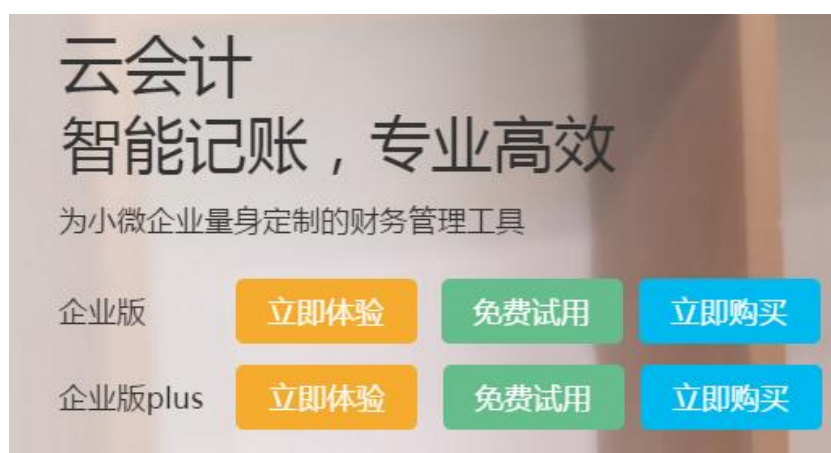 云会计
智能记账，专业高效
为小微企业量身定制的财务管理工具
企业版 立即体验 免费试用 立即购买
企业版plus 立即体验 免费试用 立即购买